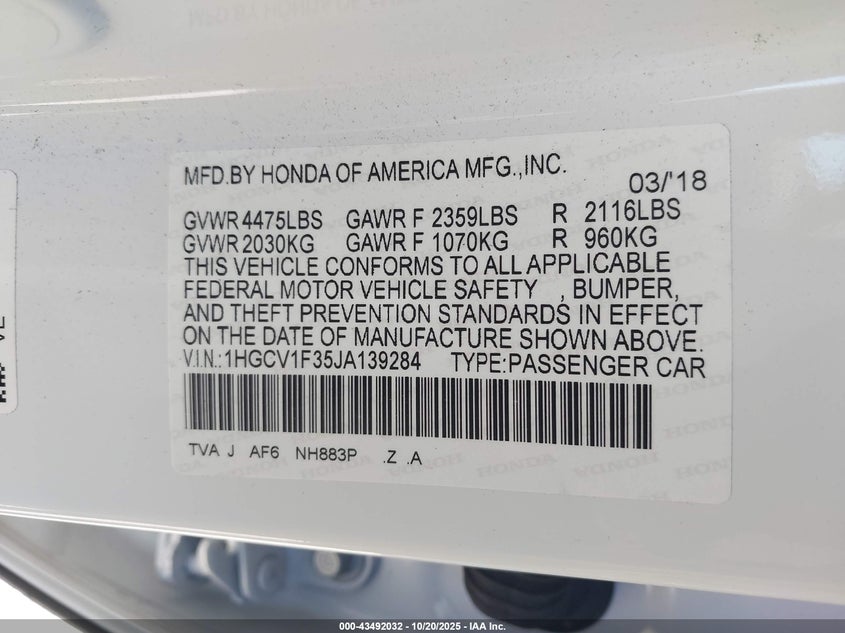 MFD.BY HONDA OF AMERICA MFG.,INC. 03/'18
GVWR 4475LBS GAWR F 2359LBS R 2116LBS
GVWR 2030KG GAWR F 1070KG R 960KG
THIS VEHICLE CONFORMS TO ALL APPLICABLE
FEDERAL MOTOR VEHICLE SAFETY , BUMPER,
AND THEFT PREVENTION STANDARDS IN EFFECT
ON THE DATE OF MANUFACTURE SHOWN ABOVE.
V.I.N.:1HGCV1F35JA139284 TYPE:PASSENGER CAR
TVA J AF6 NH883P .Z .A
000-43492032 - 10/20/2025 - IAA Inc.